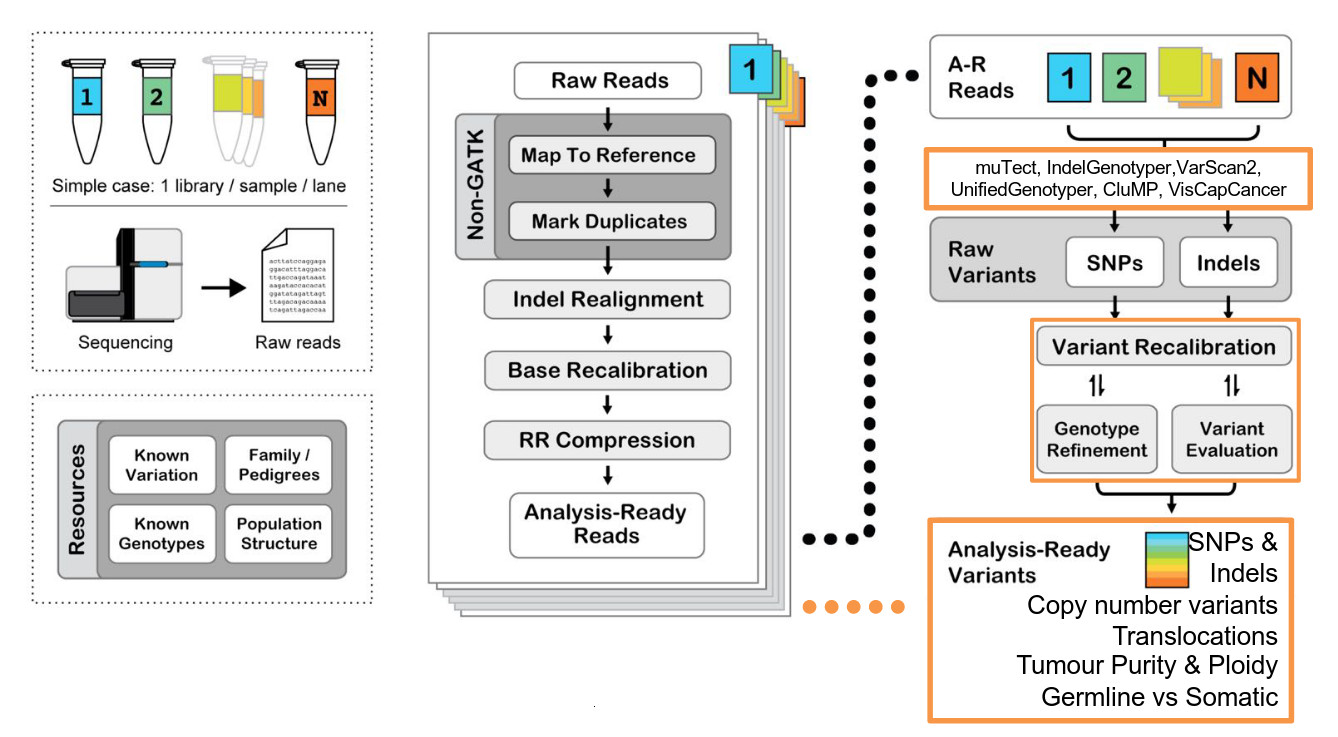 1
2
N
Simple case: 1 library / sample / lane
acttatccaggaga
ggacatttaggaca
ttgaccagataaat
aagataccacacat
ggatatagattagt
ttagacagacaaaa
tcagattagaccaa
Sequencing
Raw reads
Resources
Known
Variation
Family /
Pedigrees
Known
Genotypes
Population
Structure
1
Raw Reads
Non-GATK
Map To Reference
Mark Duplicates
Indel Realignment
Base Recalibration
RR Compression
Analysis-Ready
Reads
A-R
Reads
1
2
N
muTect, IndelGenotyper,VarScan2,
UnifiedGenotyper, CluMP, VisCapCancer
Raw
Variants
SNPs
Indels
Variant Recalibration
Genotype
Refinement
Variant
Evaluation
Analysis-Ready
Variants
SNPs &
Indels
Copy number variants
Translocations
Tumour Purity & Ploidy
Germline vs Somatic